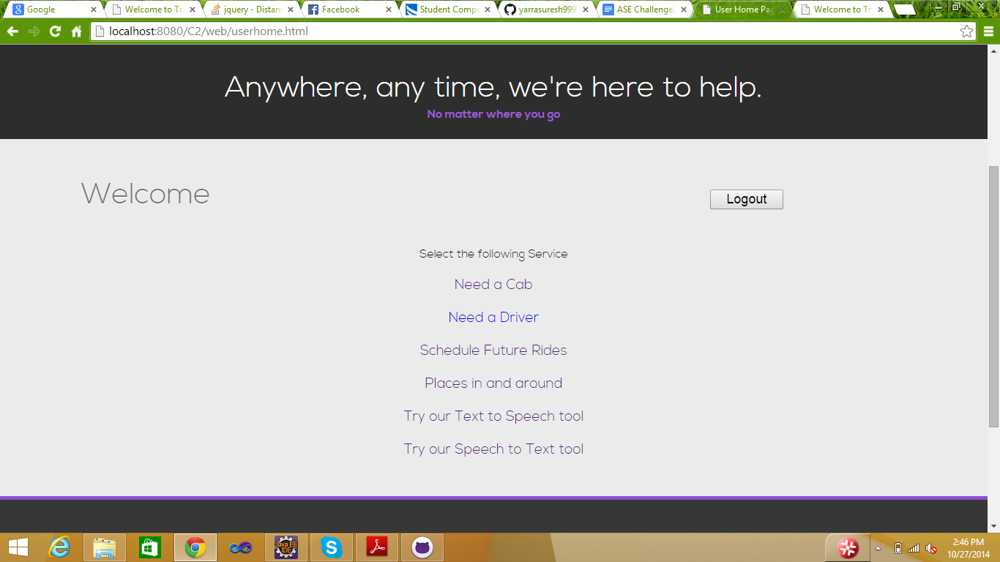 Google
Welcome to Tra
jquery - Distan
Facebook
Student Compu
yarrasuresh999
ASE Challenge
User Home Pag
Welcome to Tr
localhost:8080/C2/web/userhome.html
Anywhere, any time, we're here to help.
No matter where you go
Welcome
Logout
Select the following Service
Need a Cab
Need a Driver
Schedule Future Rides
Places in and around
Try our Text to Speech tool
Try our Speech to Text tool
Java EE
IDE
2:46 PM
10/27/2014